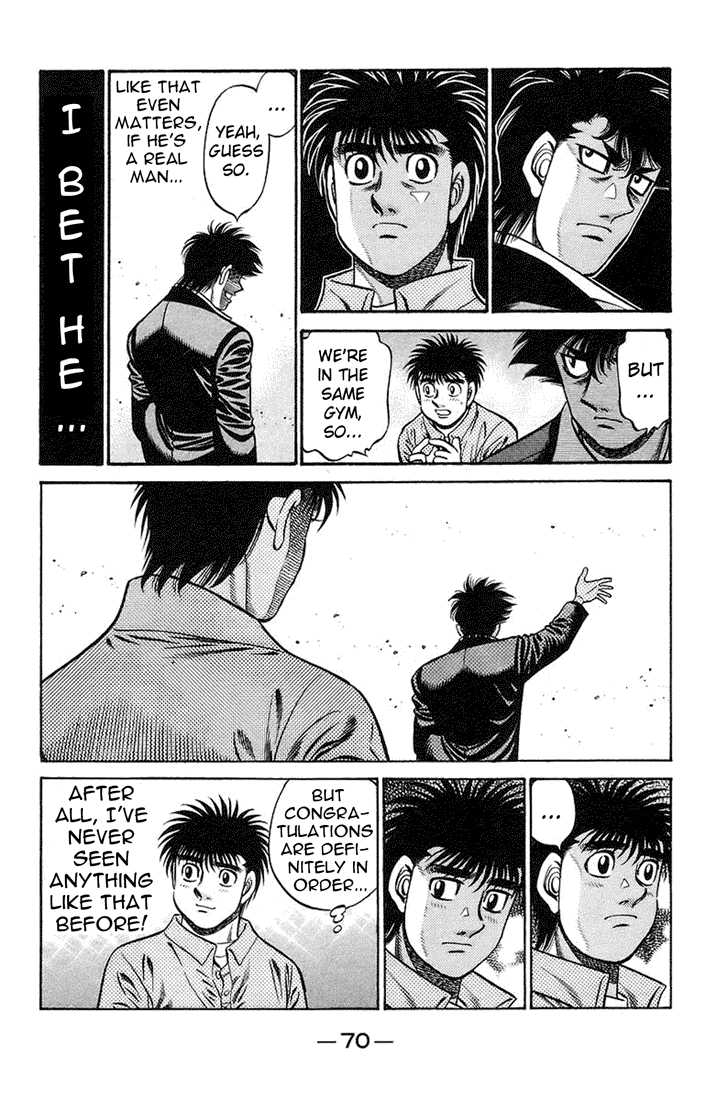 BUT
...
WE'RE
IN THE
SAME
GYM,
SO...
...
YEAH,
GUESS
SO.
LIKE THAT
EVEN
MATTERS,
IF HE'S
A REAL
MAN...
I
BET
HE
...
...
BUT
CONGRA-
TULATIONS
ARE DEFI-
NITELY IN
ORDER...
AFTER
ALL, I'VE
NEVER
SEEN
ANYTHING
LIKE THAT
BEFORE!
—70—